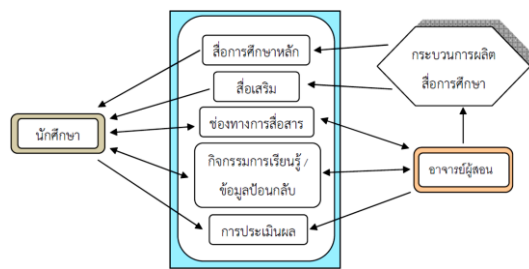 สื่อการศึกษาหลัก
กระบวนการผลิต
สื่อการศึกษา
สื่อเสริม
ช่องทางการสื่อสาร
นักศึกษา
กิจกรรมการเรียนรู้ /
ข้อมูลป้อนกลับ
อาจารย์ผู้สอน
การประเมินผล